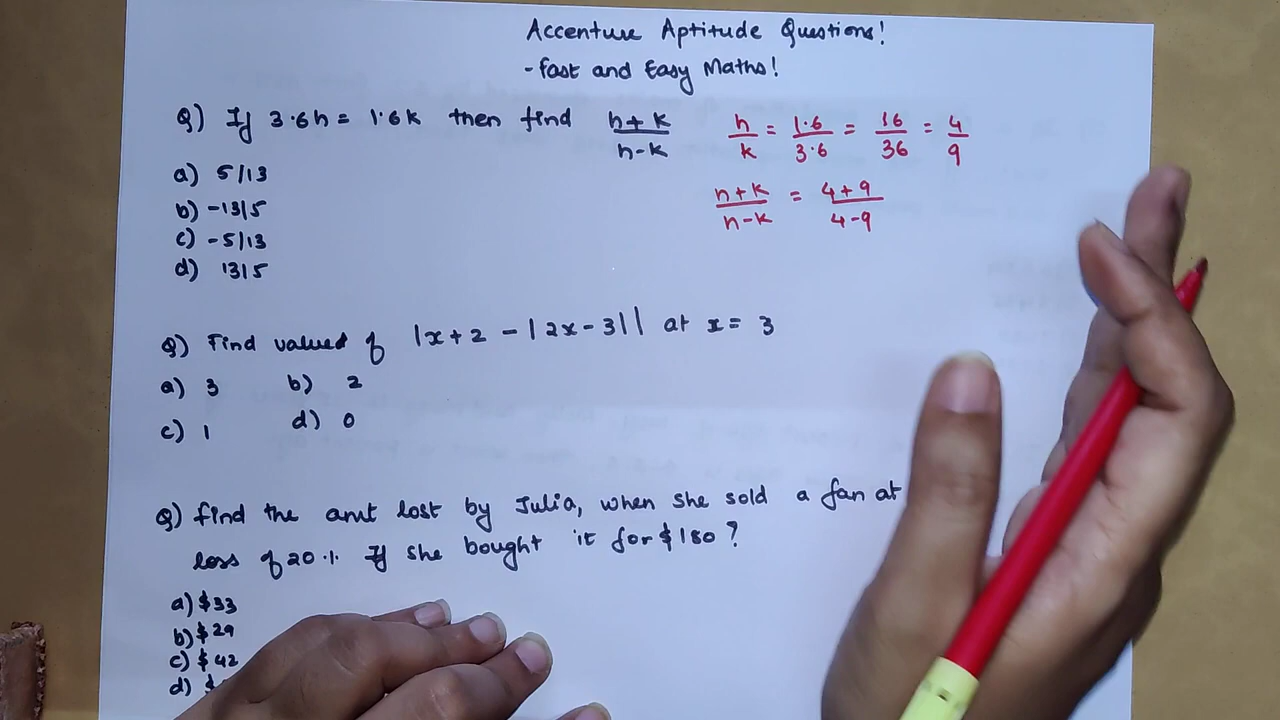 Accenture Aptitude Questions!
- fast and Easy Maths!
Q) If 3.6h = 1.6k then find h+k/h-k
h/k = 1.6/3.6 = 16/36 = 4/9
a) 5/13
b) -13/5
c) -5/13
d) 13/5
h+k/h-k = 4+9/4-9
Q) Find valued of |x+2 - |2x-3|| at x = 3
a) 3 b) 2
c) 1 d) 0
Q) find the amt lost by Julia, when she sold a fan at
loss of 20% If she bought it for $180?
a) $33
b) $29
c) $42
d) $